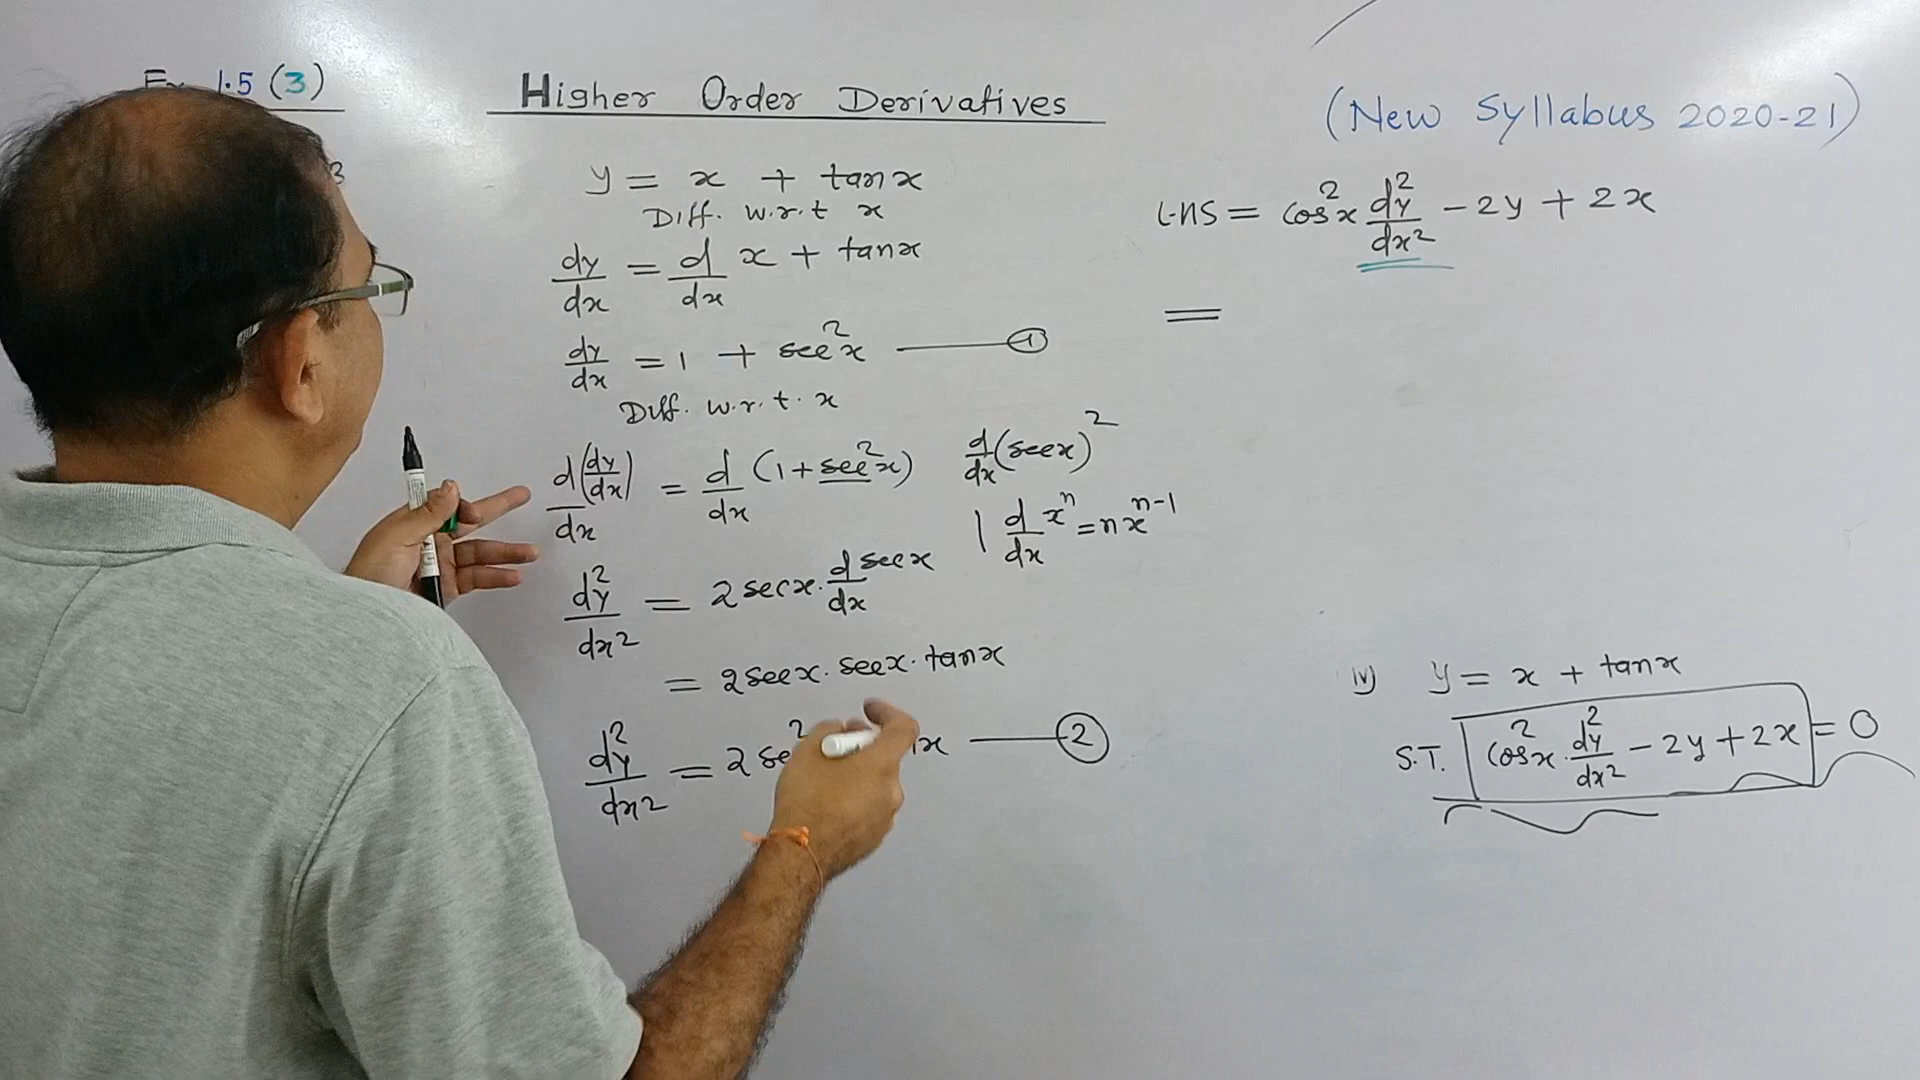 1.5 (3)
Higher Order Derivatives
(New Syllabus 2020-21)
3
y = x + tanx
Diff. w.r.t x
dy/dx = d/dx x + tanx
dy/dx = 1 + sec²x —— ①
Diff. w.r.t. x
d(dy/dx)/dx = d/dx (1 + sec²x)
d/dx (secx)²
| d/dx xⁿ = nxⁿ⁻¹
d²y/dx² = 2secx · d/dx secx
= 2secx · secx · tanx
d²y/dx² = 2se² x —— ②
LHS = cos²x d²y/dx² - 2y + 2x
=
iv) y = x + tanx
S.T. cos²x · d²y/dx² - 2y + 2x = 0